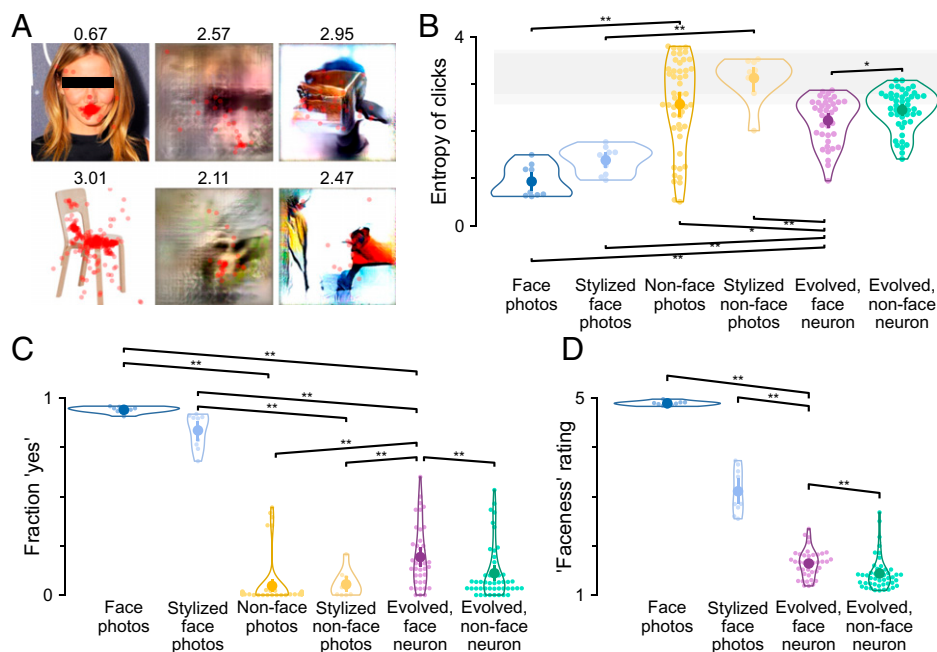 A
0.67 2.57 2.95
3.01 2.11 2.47
B
Entropy of clicks
4
0
**
**
*
**
*
**
**
Face photos
Stylized face photos
Non-face photos
Stylized non-face photos
Evolved, face neuron
Evolved, non-face neuron
C
Fraction 'yes'
1
0
**
**
**
**
**
**
**
Face photos
Stylized face photos
Non-face photos
Stylized non-face photos
Evolved, face neuron
Evolved, non-face neuron
D
'Faceness' rating
5
1
**
**
**
Face photos
Stylized face photos
Evolved, face neuron
Evolved, non-face neuron